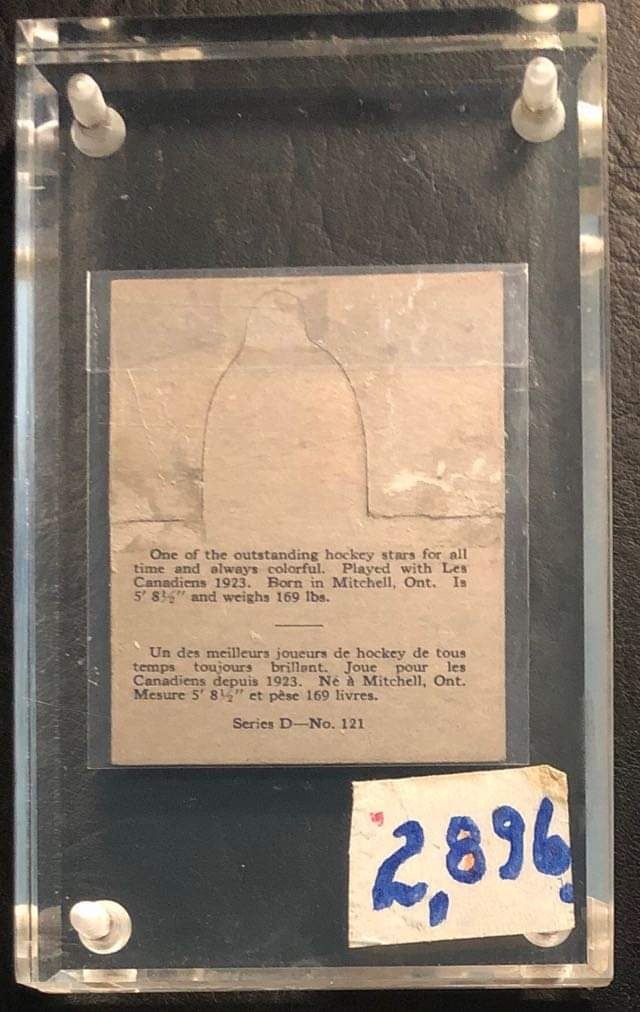 One of the outstanding hockey stars for all
time and always colorful. Played with Les
Canadiens 1923. Born in Mitchell, Ont. Is
5' 8½" and weighs 169 lbs.
Un des meilleurs joueurs de hockey de tous
temps toujours brillant. Joue pour les
Canadiens depuis 1923. Né à Mitchell, Ont.
Mesure 5' 8½" et pèse 169 livres.
Series D—No. 121
2,896